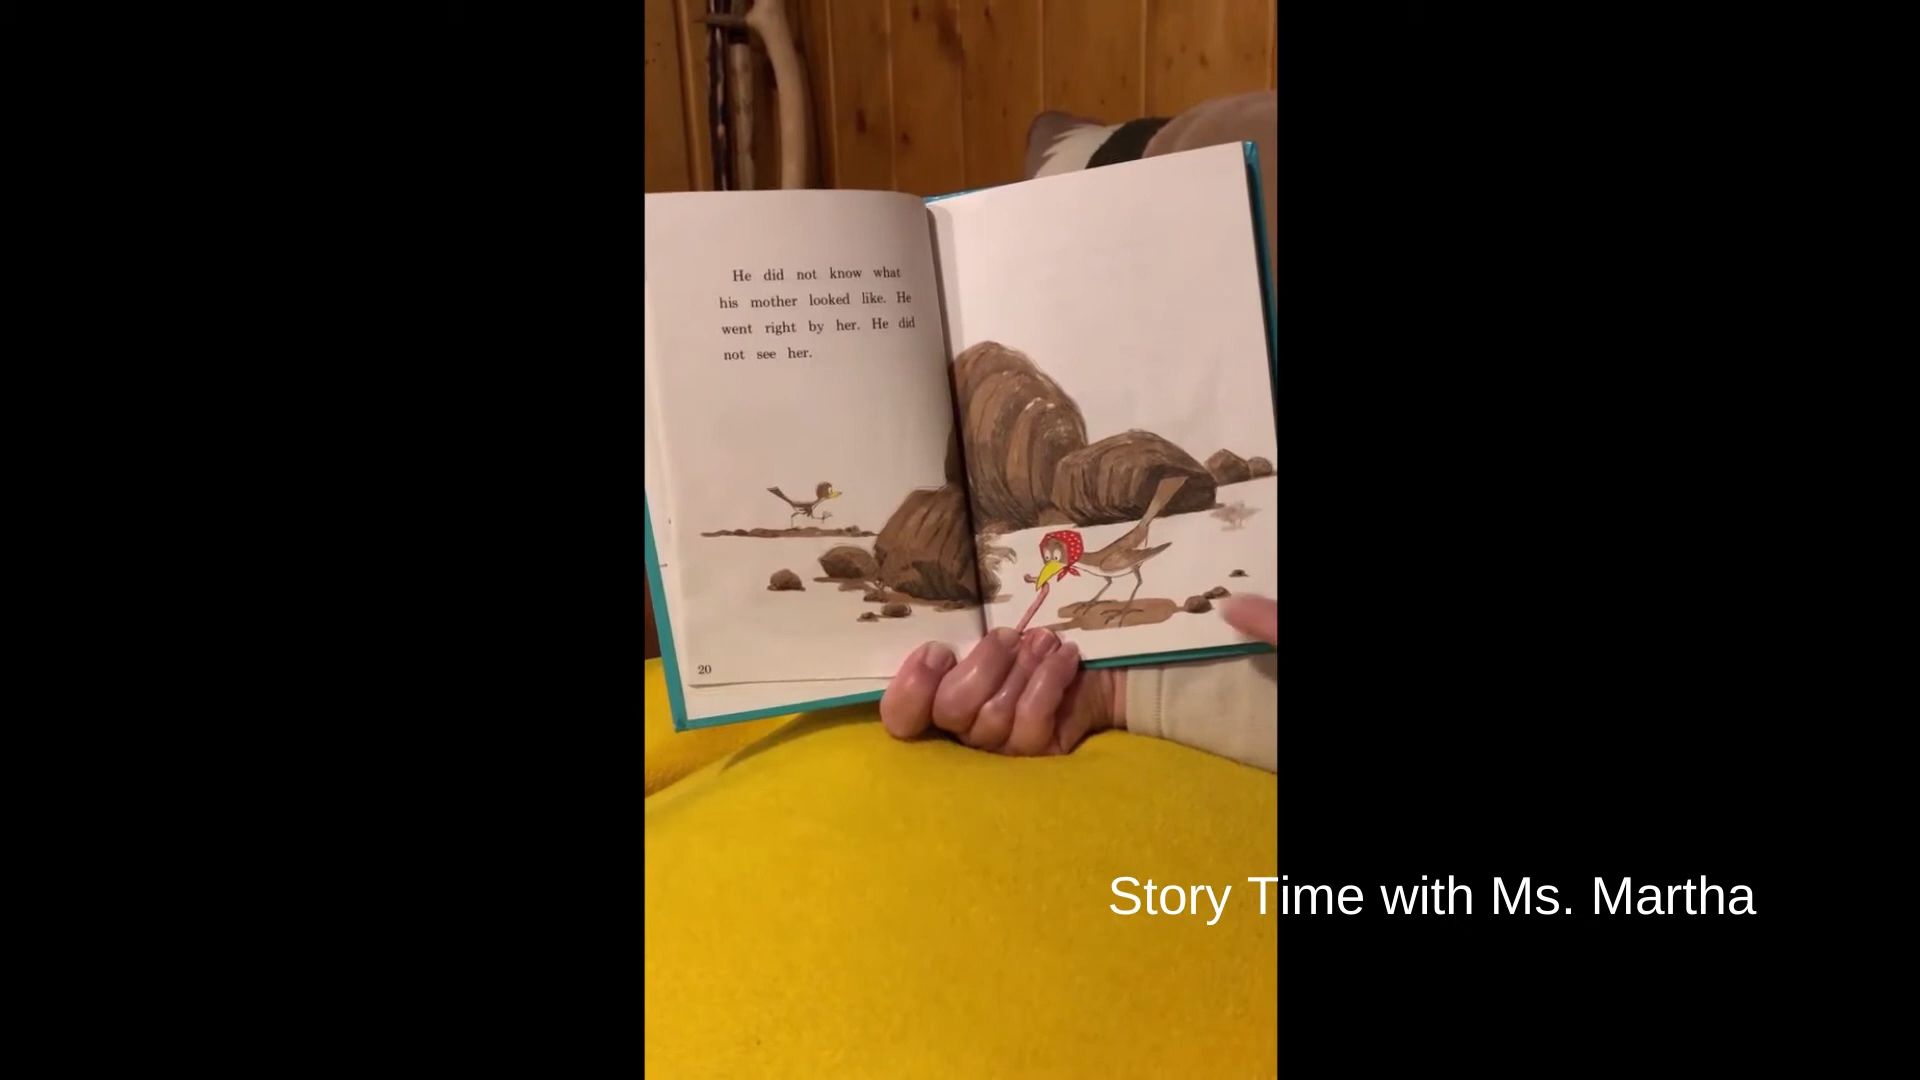 He did not know what
his mother looked like. He
went right by her. He did
not see her.
20
Story Time with Ms. Martha